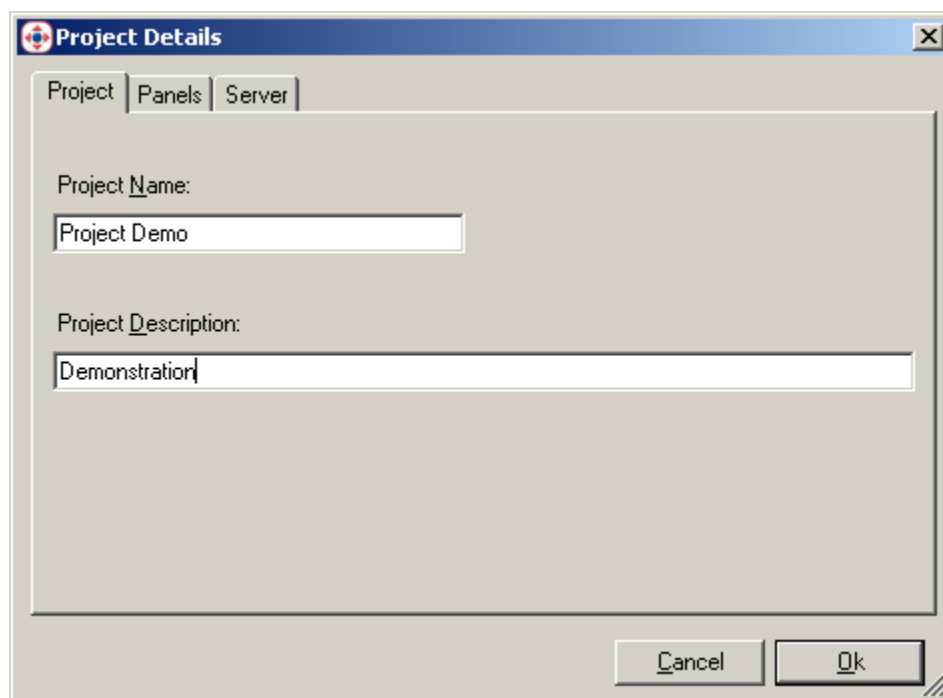 Project Details
Project Panels Server
Project Name:
Project Demo
Project Description:
Demonstration
Cancel Ok